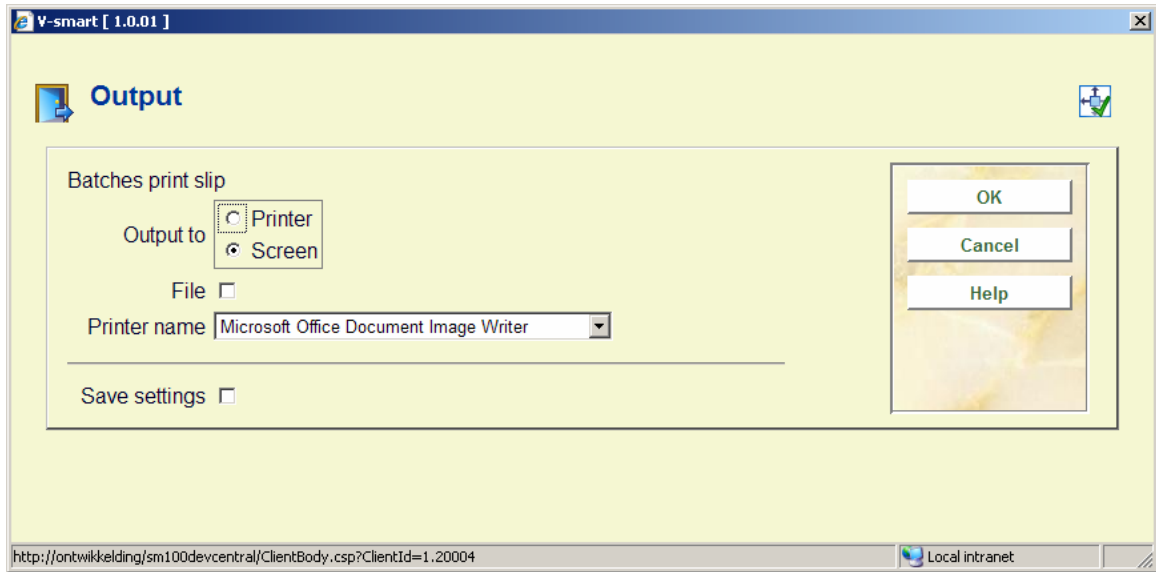 V-smart [ 1.0.01 ]
Output
Batches print slip
Output to
Printer
Screen
File
Printer name Microsoft Office Document Image Writer
Save settings
OK
Cancel
Help
http://ontwikkelding/sm100devcentral/ClientBody.csp?ClientId=1.20004
Local intranet